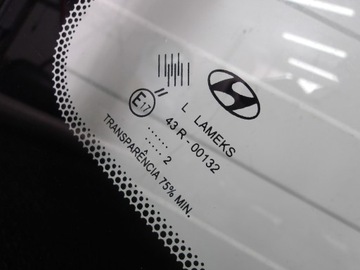 L LAMEKS
E17 43 R - 00132
....... 2
TRANSPARÊNCIA 75% MIN.